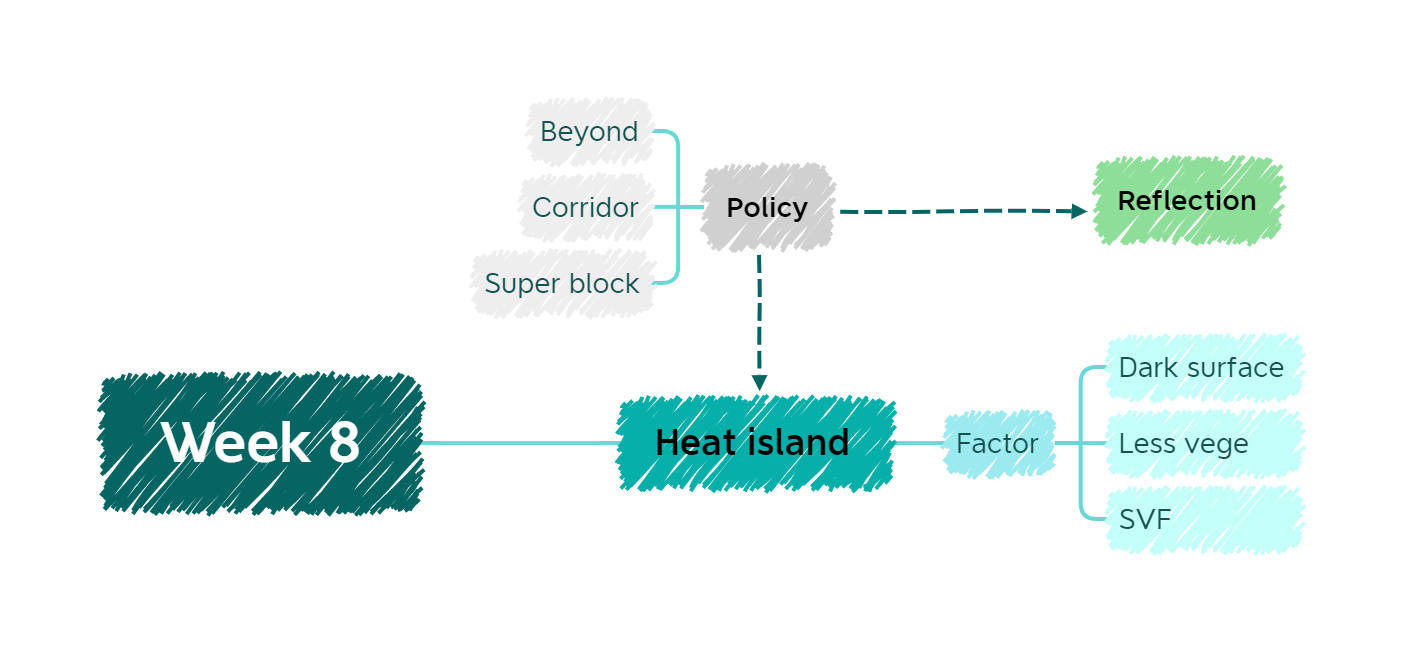 Beyond
Corridor
Super block
Policy
Reflection
Week 8
Heat island
Factor
Dark surface
Less vege
SVF